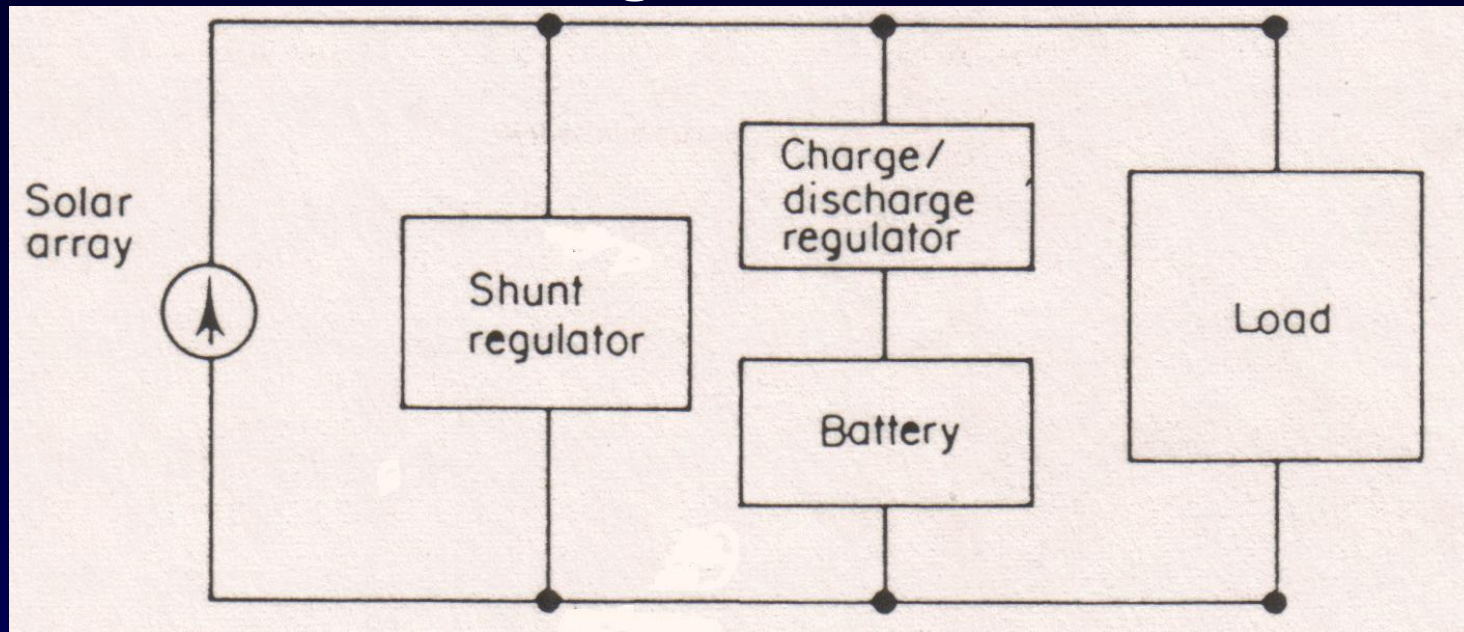 Solar
array
Shunt
regulator
Charge/
discharge
regulator
Battery
Load